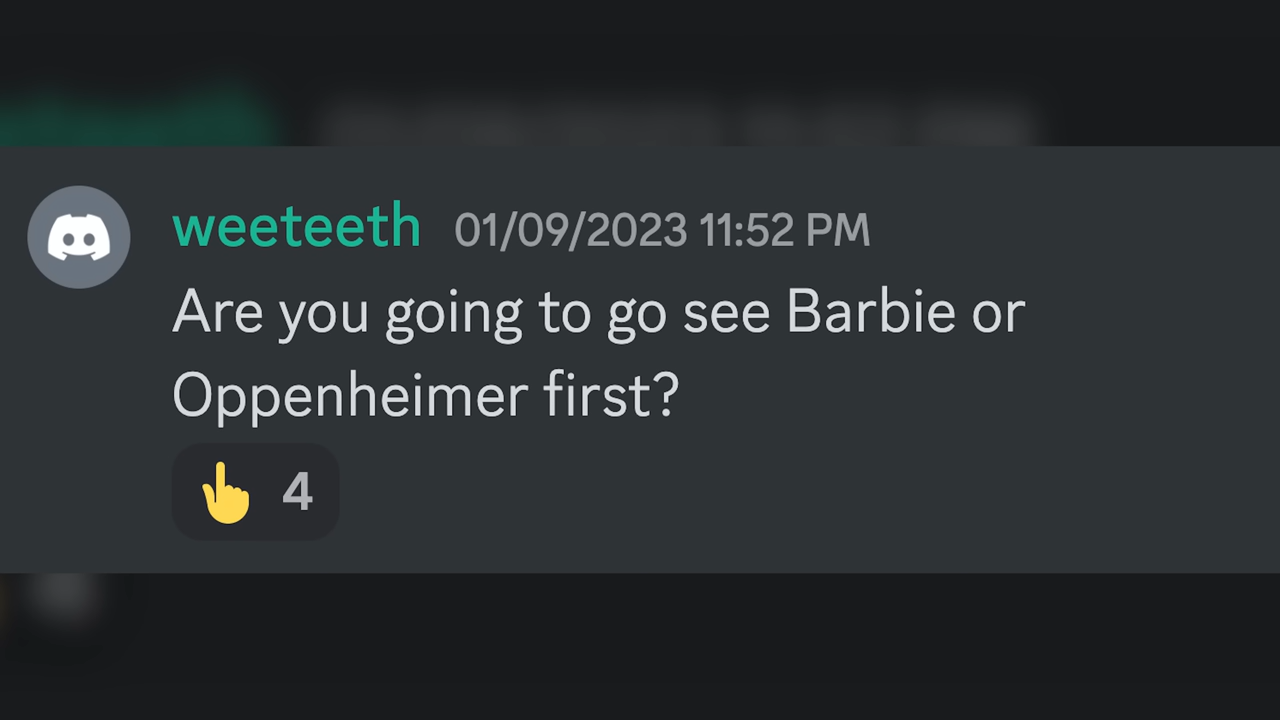 weeteeth 01/09/2023 11:52 PM
Are you going to go see Barbie or
Oppenheimer first?
👆 4